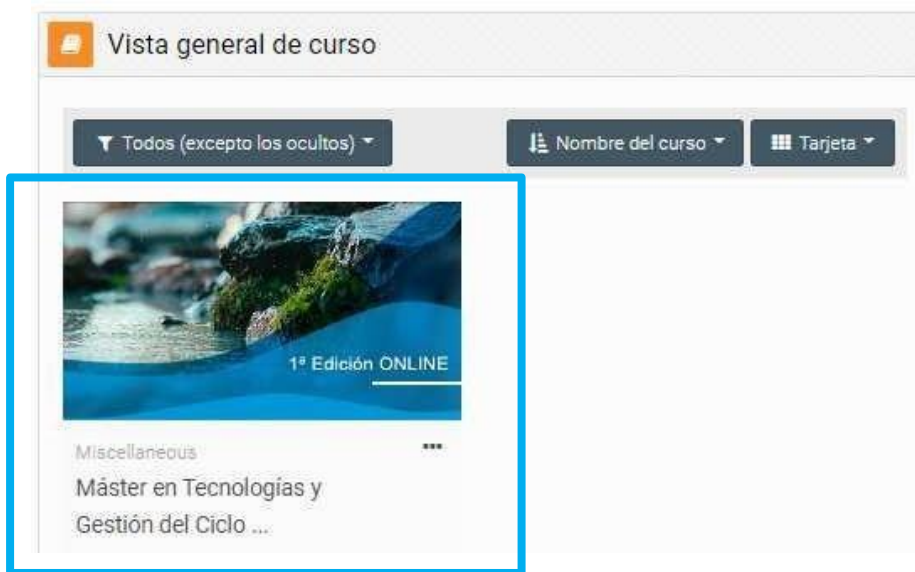 Vista general de curso
Todos (excepto los ocultos)
Nombre del curso
Tarjeta
1ª Edición ONLINE
Miscellaneous
Máster en Tecnologías y
Gestión del Ciclo ...